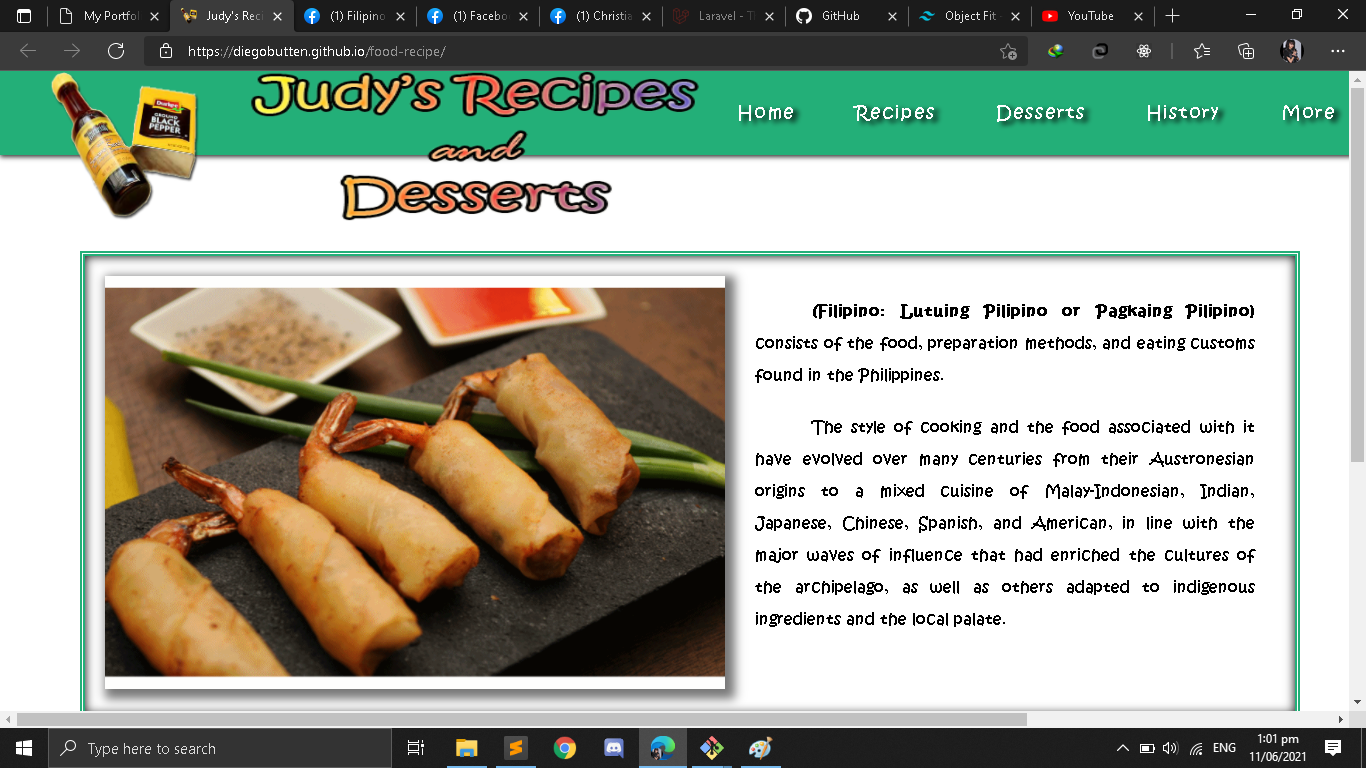 My Portfol
Judy's Reci
(1) Filipino
(1) Facebo
(1) Christia
Laravel - Th
GitHub
Object Fit -
YouTube
https://diegobutten.github.io/food-recipe/
Durkee
GROUND
BLACK
PEPPER
Judy's Recipes
and
Desserts
Home Recipes Desserts History More
(Filipino: Lutuing Pilipino or Pagkaing Pilipino)
consists of the food, preparation methods, and eating customs
found in the Philippines.
The style of cooking and the food associated with it
have evolved over many centuries from their Austronesian
origins to a mixed cuisine of Malay-Indonesian, Indian,
Japanese, Chinese, Spanish, and American, in line with the
major waves of influence that had enriched the cultures of
the archipelago, as well as others adapted to indigenous
ingredients and the local palate.
Type here to search
ENG
1:01 pm
11/06/2021